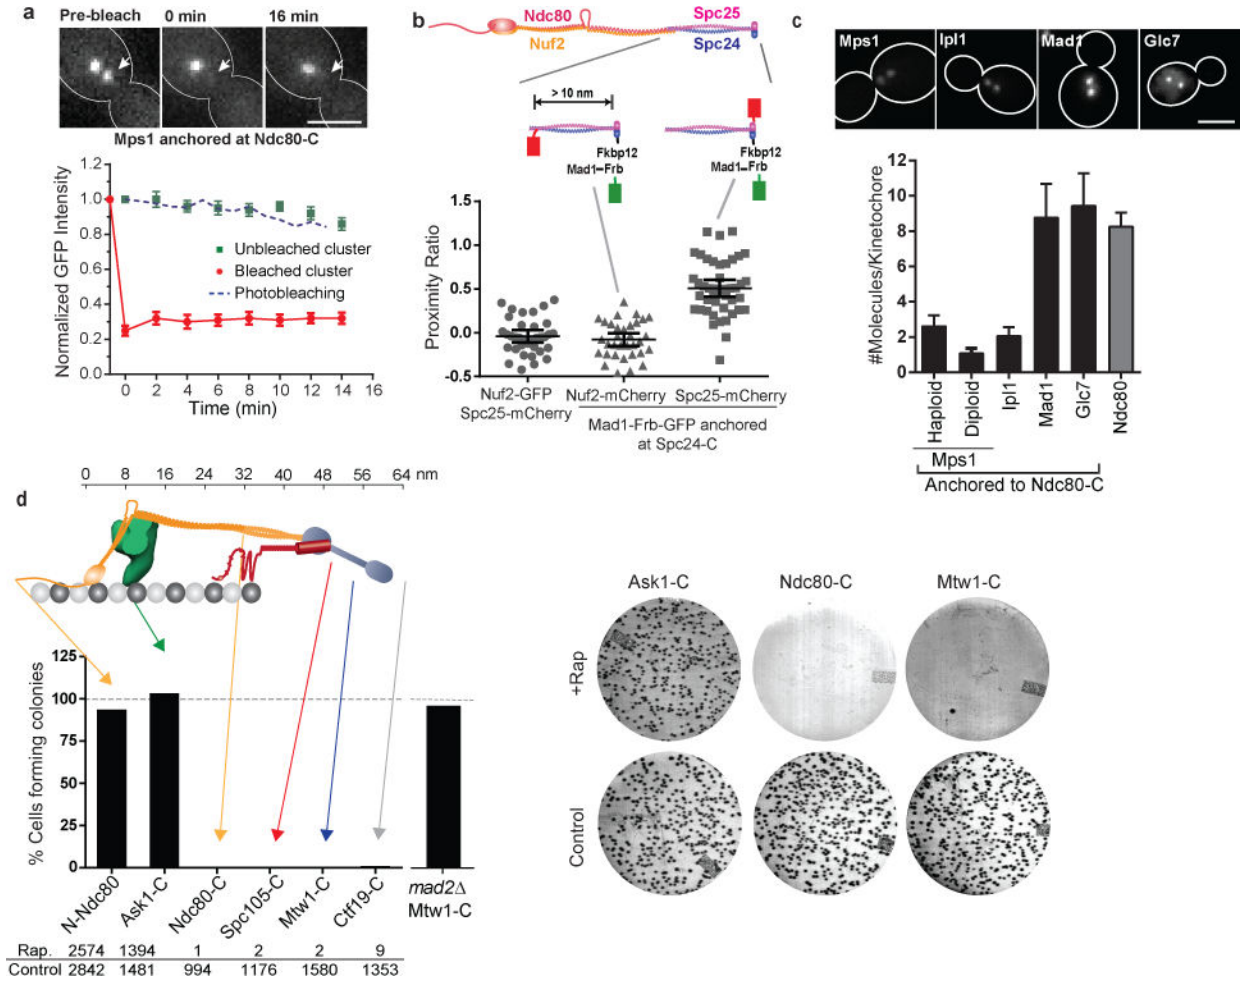 a
Pre-bleach 0 min 16 min
Mps1 anchored at Ndc80-C
Normalized GFP Intensity
1.2
1.0
0.8
0.6
0.4
0.2
0.0
Unbleached cluster
Bleached cluster
Photobleaching
0 2 4 6 8 10 12 14 16
Time (min)
b
Ndc80
Nuf2
Spc25
Spc24
> 10 nm
Fkbp12
Mad1-Frb
Fkbp12
Mad1-Frb
Proximity Ratio
1.5
1.0
0.5
0.0
-0.5
Nuf2-GFP
Spc25-mCherry
Nuf2-mCherry Spc25-mCherry
Mad1-Frb-GFP anchored
at Spc24-C
c
Mps1 Ipl1 Mad1 Glc7
#Molecules/Kinetochore
12
10
8
6
4
2
0
Haploid
Diploid
Ipl1
Mad1
Glc7
Ndc80
Mps1
Anchored to Ndc80-C
d
0 8 16 24 32 40 48 56 64 nm
% Cells forming colonies
125
100
75
50
25
0
N-Ndc80
Ask1-C
Ndc80-C
Spc105-C
Mtw1-C
Ctf19-C
mad2Δ
Mtw1-C
Rap. 2574 1394 1 2 2 9
Control 2842 1481 994 1176 1580 1353
Ask1-C Ndc80-C Mtw1-C
+Rap
Control